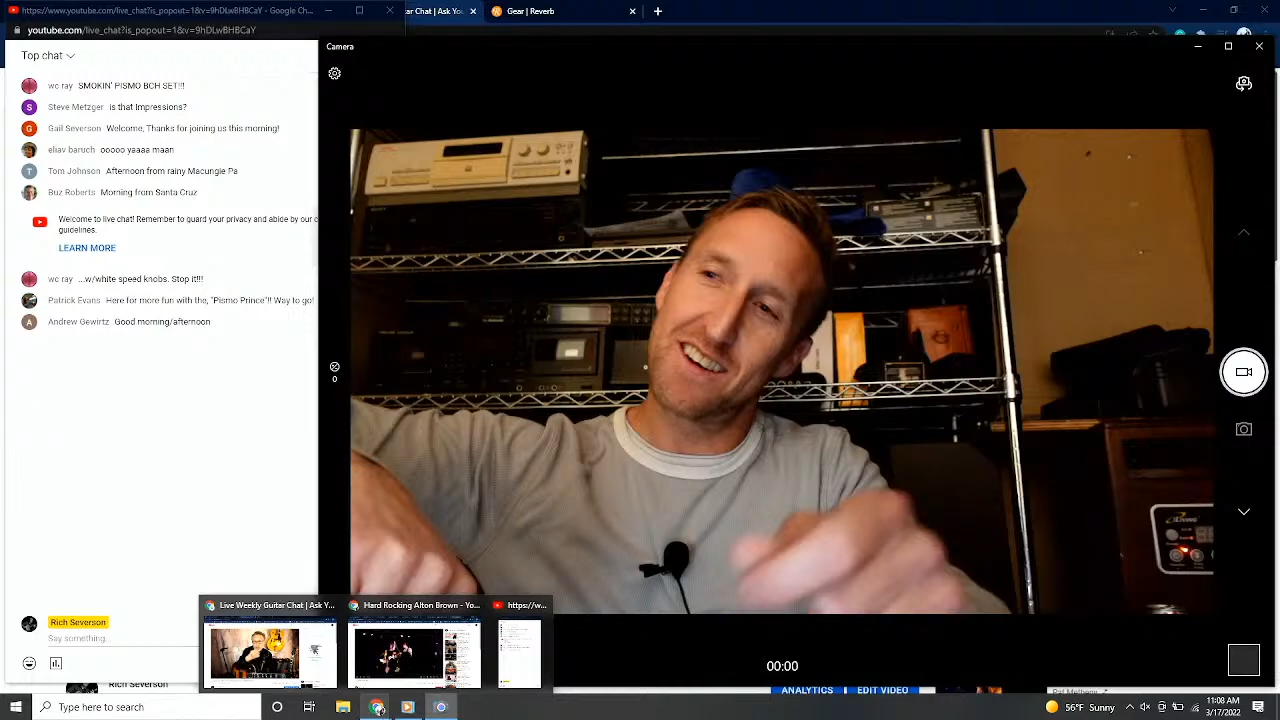 https://www.youtube.com/live_chat?is_popout=1&v=9hDLwBHBCaY - Google Ch...
ar Chat | Ask Yo
Gear | Reverb
youtube.com/live_chat?is_popout=1&v=9hDLwBHBCaY
Top chat
Camera
wc ray SMOKIN' PISMO BCH SET!!!
S Steve Metzger is that Impressions?
G Gail Severson Welcome, Thanks for joining us this morning!
eliav baruch ooooo yaaaa maan
T Tom Johnson Afternoon from rainy Macungie Pa
Buz Roberts Morning from Santa Cruz
Welcome to live chat! Remember to guard your privacy and abide by our c
guidelines.
LEARN MORE
wc ray ...w/white speed knobs. Stop it!!!
Patrick Evans Here for more fun with the, "Pismo Prince"!! Way to go!
A Andrew Gewirtz Good morning/afternoon
0
SONY
iLIVING
Live Weekly Guitar Chat | Ask Y...
Hard Rocking Alton Brown - Yo...
https://w...
Rich Severson
Say something...
00:00
Rich Severson
ANALYTICS
EDIT VIDEO
Pat Metheny
Type here to search
55°F Sunny
11:08 AM
3/17/2022